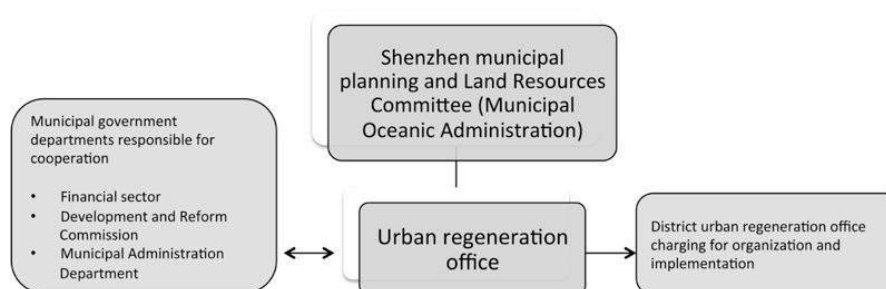 Shenzhen municipal
planning and Land Resources
Committee (Municipal
Oceanic Administration)
Municipal government
departments responsible for
cooperation
• Financial sector
• Development and Reform
Commission
• Municipal Administration
Department
Urban regeneration
office
District urban regeneration office
charging for organization and
implementation